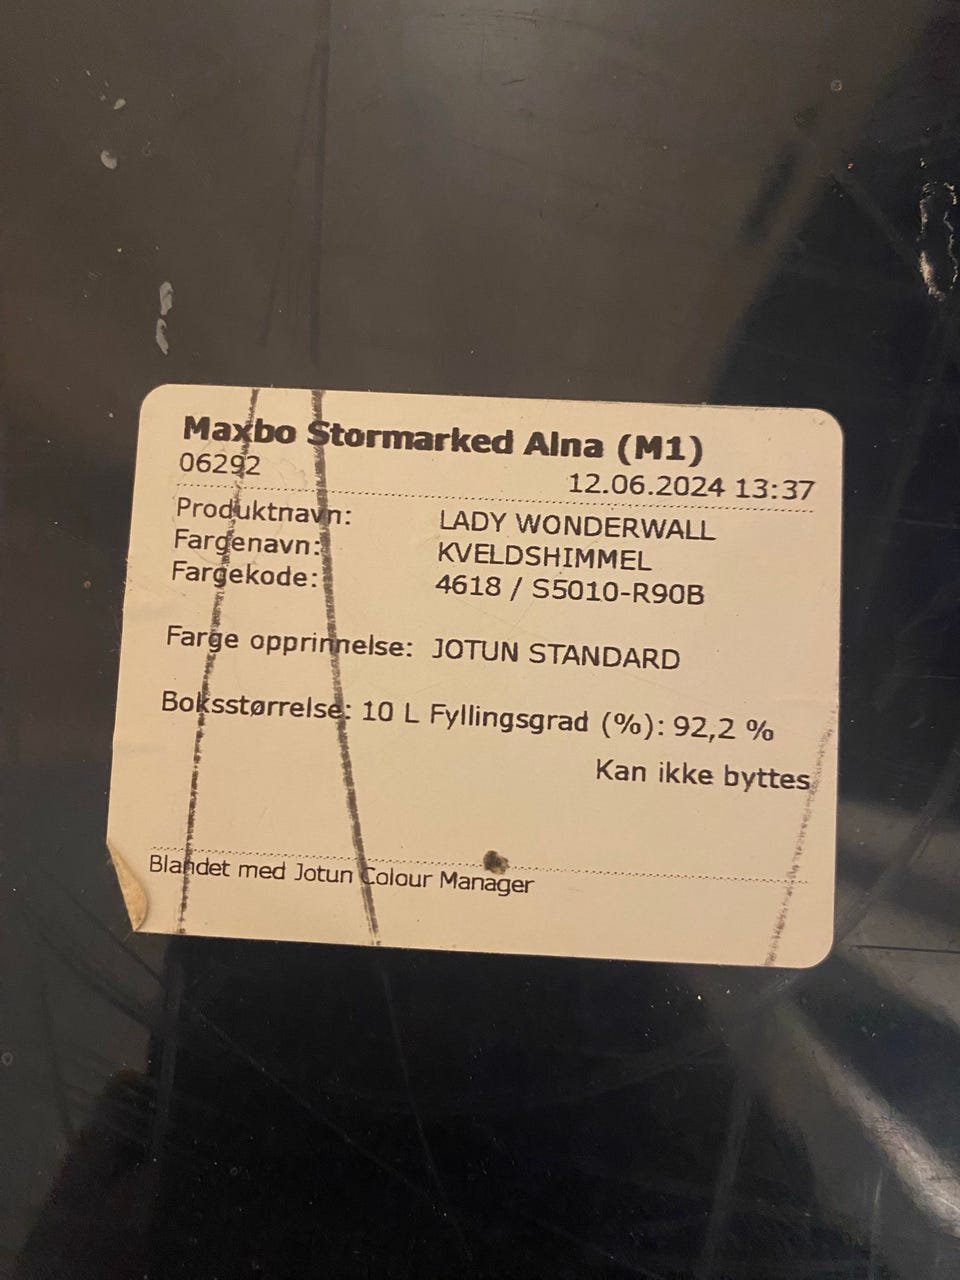 Maxbo Stormarked Alna (M1)
06292
12.06.2024 13:37
Produktnavn: LADY WONDERWALL
Fargenavn: KVELDSHIMMEL
Fargekode: 4618 / S5010-R90B
Farge opprinnelse: JOTUN STANDARD
Boksstørrelse: 10 L Fyllingsgrad (%): 92,2 %
Kan ikke byttes
Blandet med Jotun Colour Manager